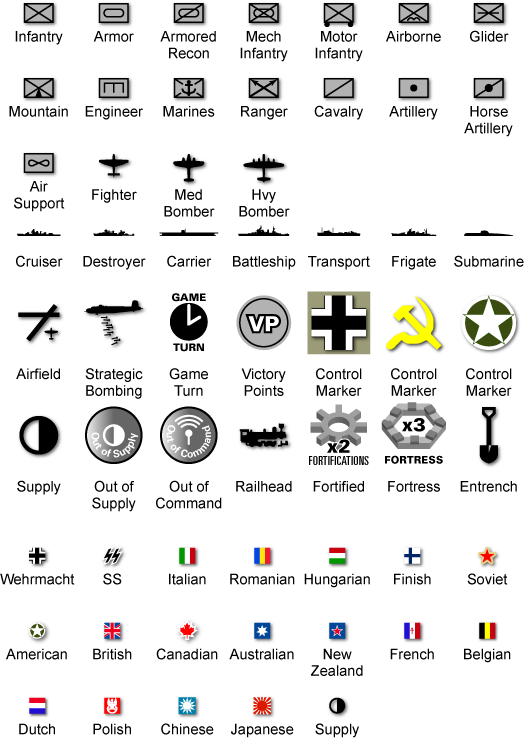 Infantry Armor Armored Mech Motor Airborne Glider
Recon Infantry Infantry
Mountain Engineer Marines Ranger Cavalry Artillery Horse
Artillery
Air Fighter Med Hvy
Support Bomber Bomber
Cruiser Destroyer Carrier Battleship Transport Frigate Submarine
GAME
TURN
VP
Airfield Strategic Game Victory Control Control Control
Bombing Turn Points Marker Marker Marker
Out of Supply
Out of Command
x2
FORTIFICATIONS
x3
FORTRESS
Supply Out of Out of Railhead Fortified Fortress Entrench
Supply Command
Wehrmacht SS Italian Romanian Hungarian Finish Soviet
American British Canadian Australian New French Belgian
Zealand
Dutch Polish Chinese Japanese Supply